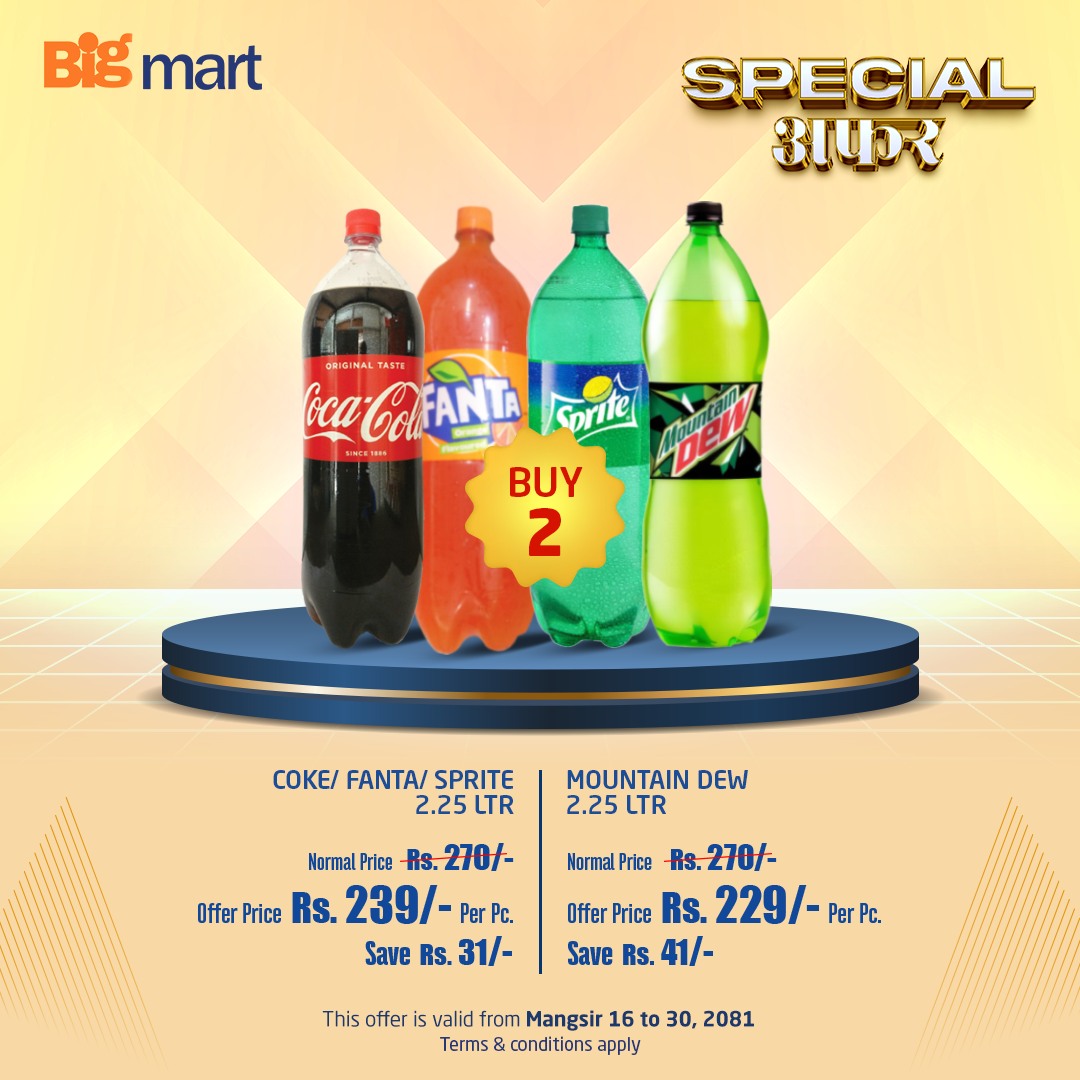 Big mart
SPECIAL
अफर
ORIGINAL TASTE
Coca-Cola
SINCE 1886
FANTA
Sprite
Mountain
DEW
BUY
2
COKE/ FANTA/ SPRITE
2.25 LTR
Normal Price Rs. 270/-
Offer Price Rs. 239/- Per Pc.
Save Rs. 31/-
MOUNTAIN DEW
2.25 LTR
Normal Price Rs. 270/-
Offer Price Rs. 229/- Per Pc.
Save Rs. 41/-
This offer is valid from Mangsir 16 to 30, 2081
Terms & conditions apply